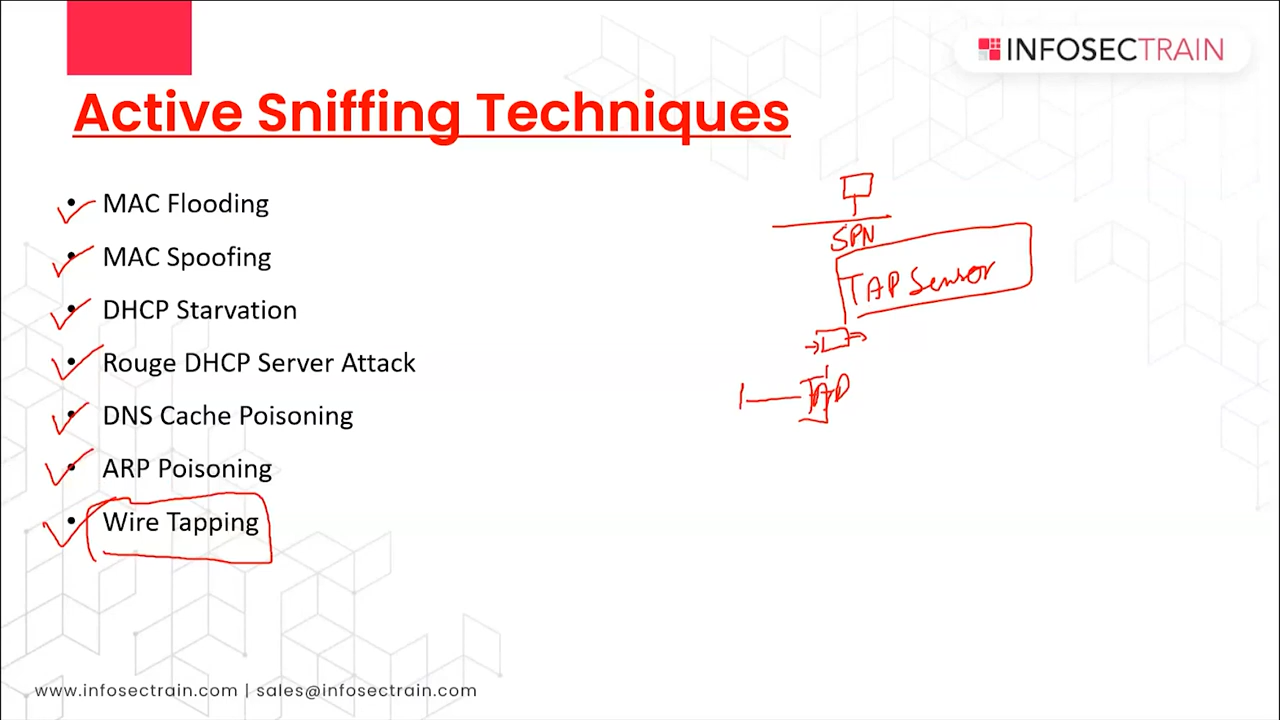 INFOSECTRAIN
Active Sniffing Techniques
• MAC Flooding
• MAC Spoofing
• DHCP Starvation
• Rouge DHCP Server Attack
• DNS Cache Poisoning
• ARP Poisoning
• Wire Tapping
SPN
TAP Sensor
TAP
www.infosectrain.com | sales@infosectrain.com